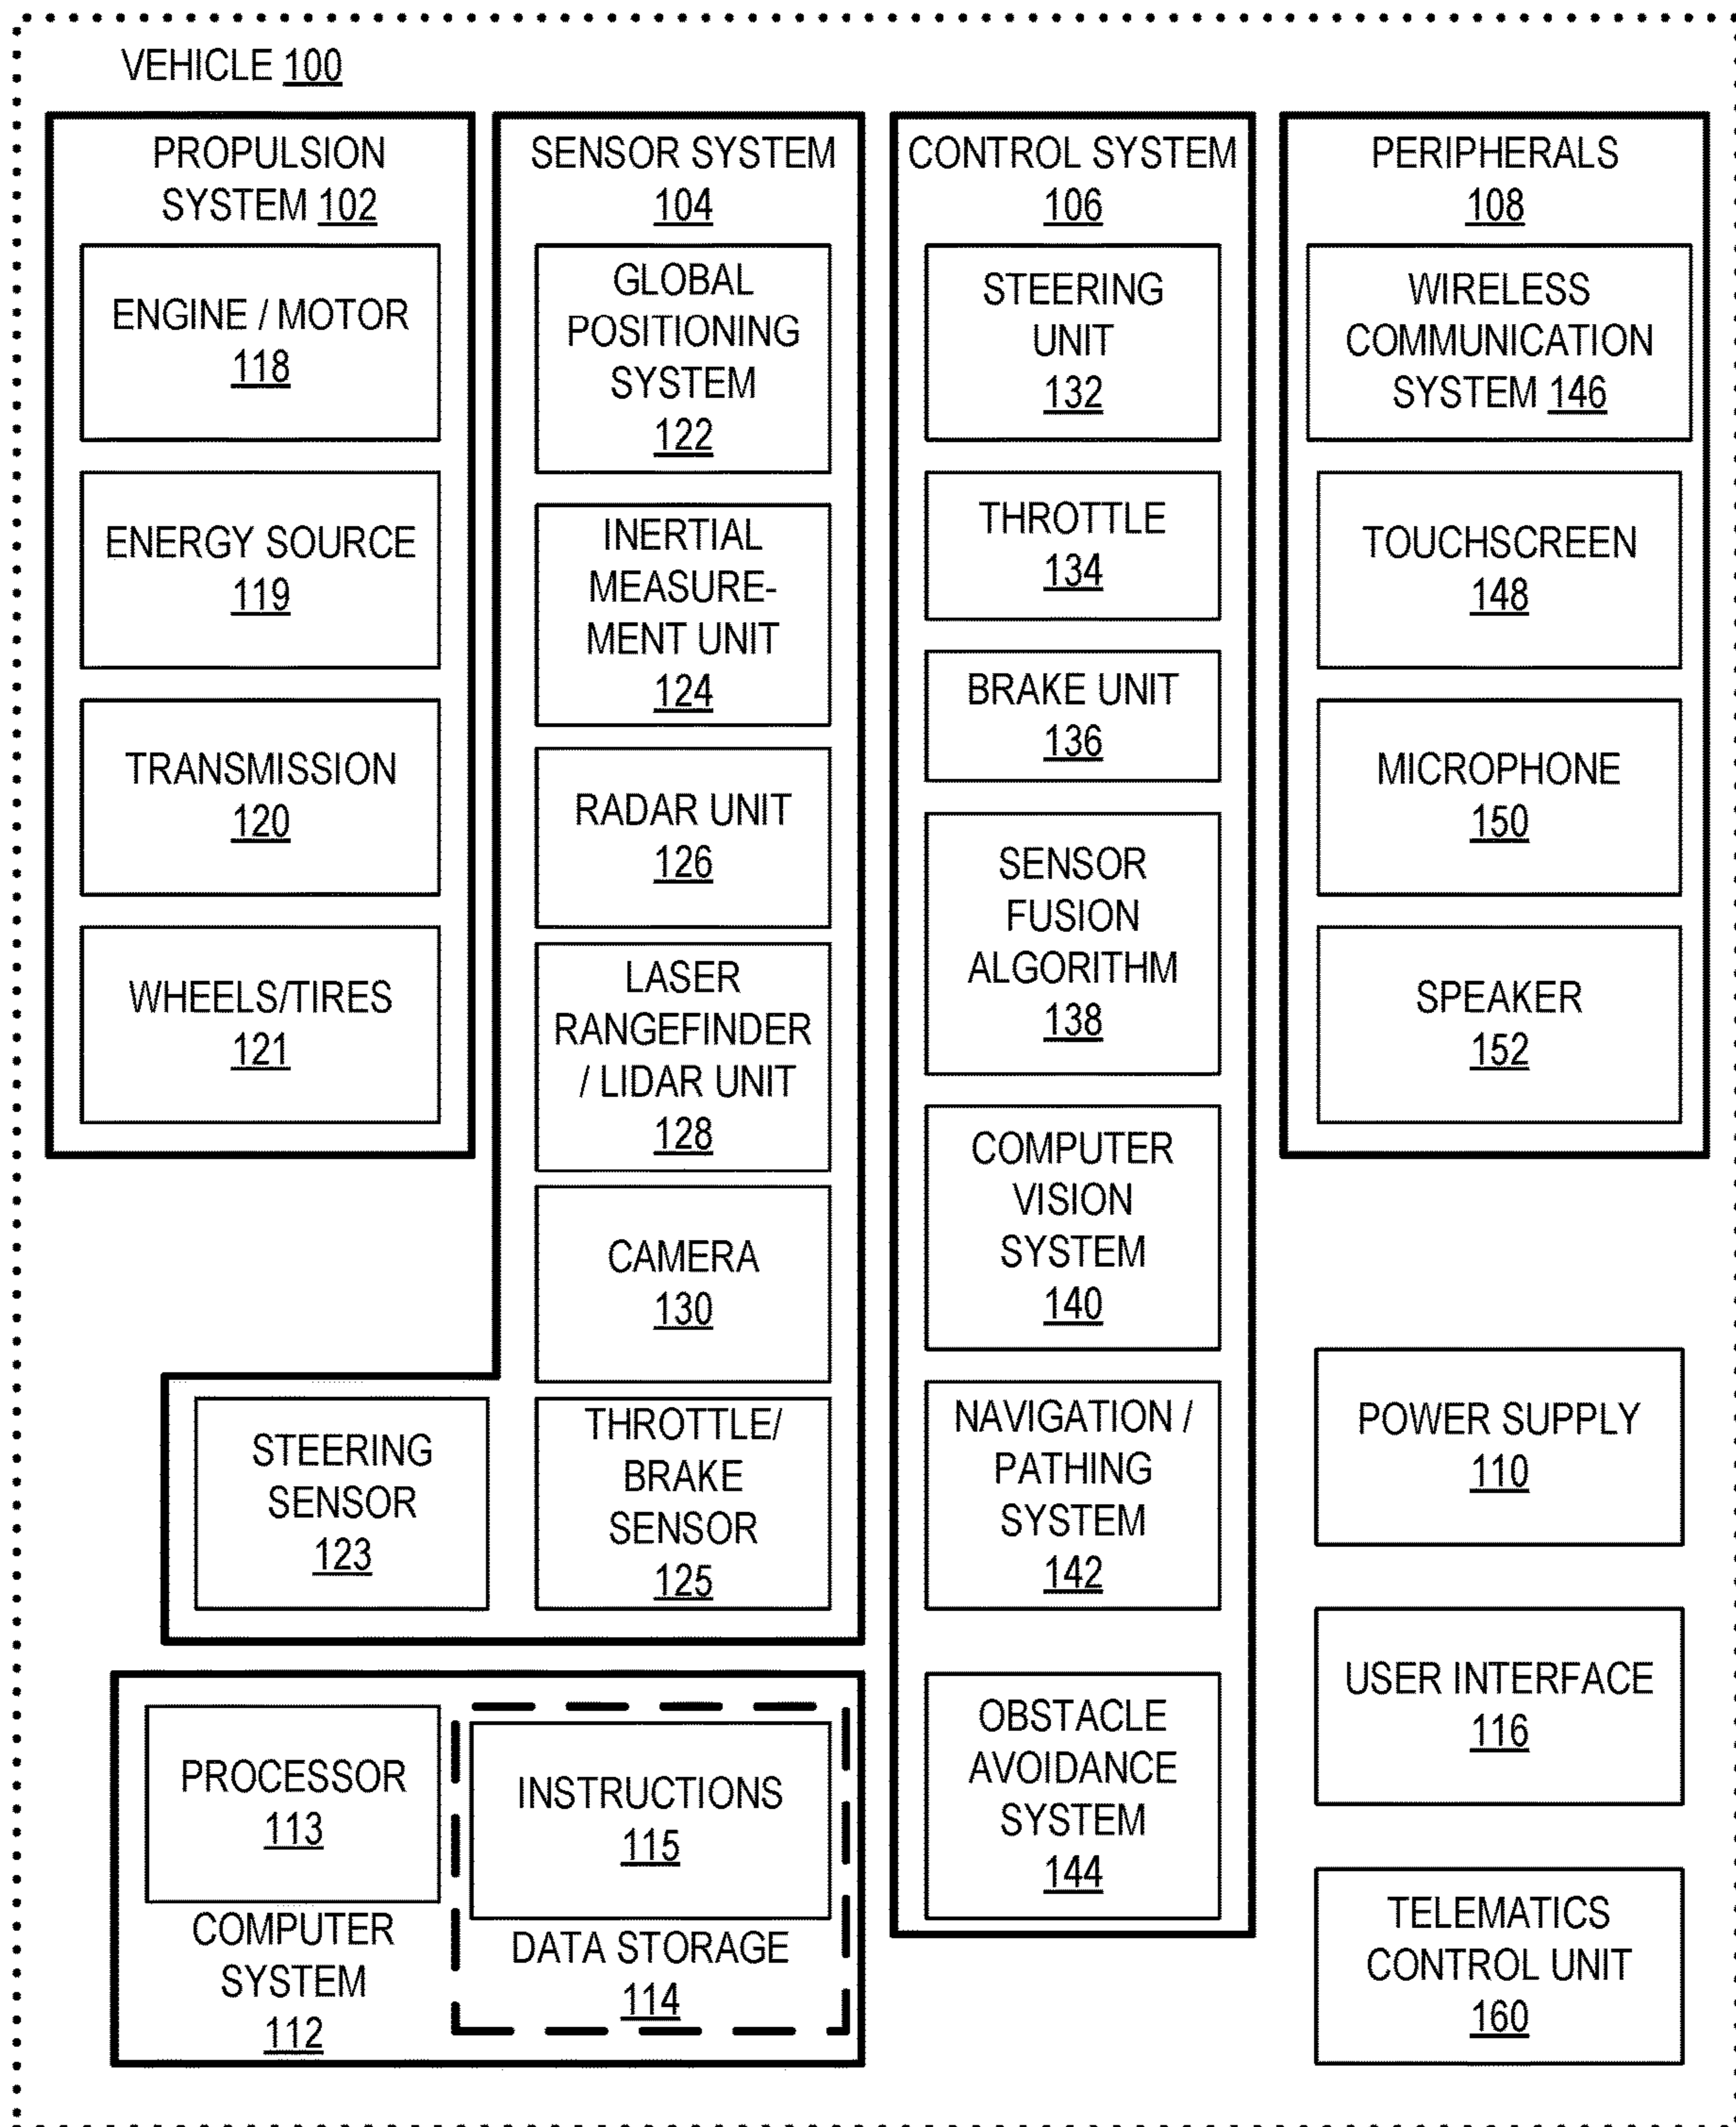 VEHICLE 100
PROPULSION
SYSTEM 102
ENGINE / MOTOR
118
ENERGY SOURCE
119
TRANSMISSION
120
WHEELS/TIRES
121
SENSOR SYSTEM
104
GLOBAL
POSITIONING
SYSTEM
122
INERTIAL
MEASURE-
MENT UNIT
124
RADAR UNIT
126
LASER
RANGEFINDER
/ LIDAR UNIT
128
CAMERA
130
STEERING
SENSOR
123
THROTTLE/
BRAKE
SENSOR
125
CONTROL SYSTEM
106
STEERING
UNIT
132
THROTTLE
134
BRAKE UNIT
136
SENSOR
FUSION
ALGORITHM
138
COMPUTER
VISION
SYSTEM
140
NAVIGATION /
PATHING
SYSTEM
142
OBSTACLE
AVOIDANCE
SYSTEM
144
PERIPHERALS
108
WIRELESS
COMMUNICATION
SYSTEM 146
TOUCHSCREEN
148
MICROPHONE
150
SPEAKER
152
POWER SUPPLY
110
USER INTERFACE
116
TELEMATICS
CONTROL UNIT
160
PROCESSOR
113
COMPUTER
SYSTEM
112
INSTRUCTIONS
115
DATA STORAGE
114